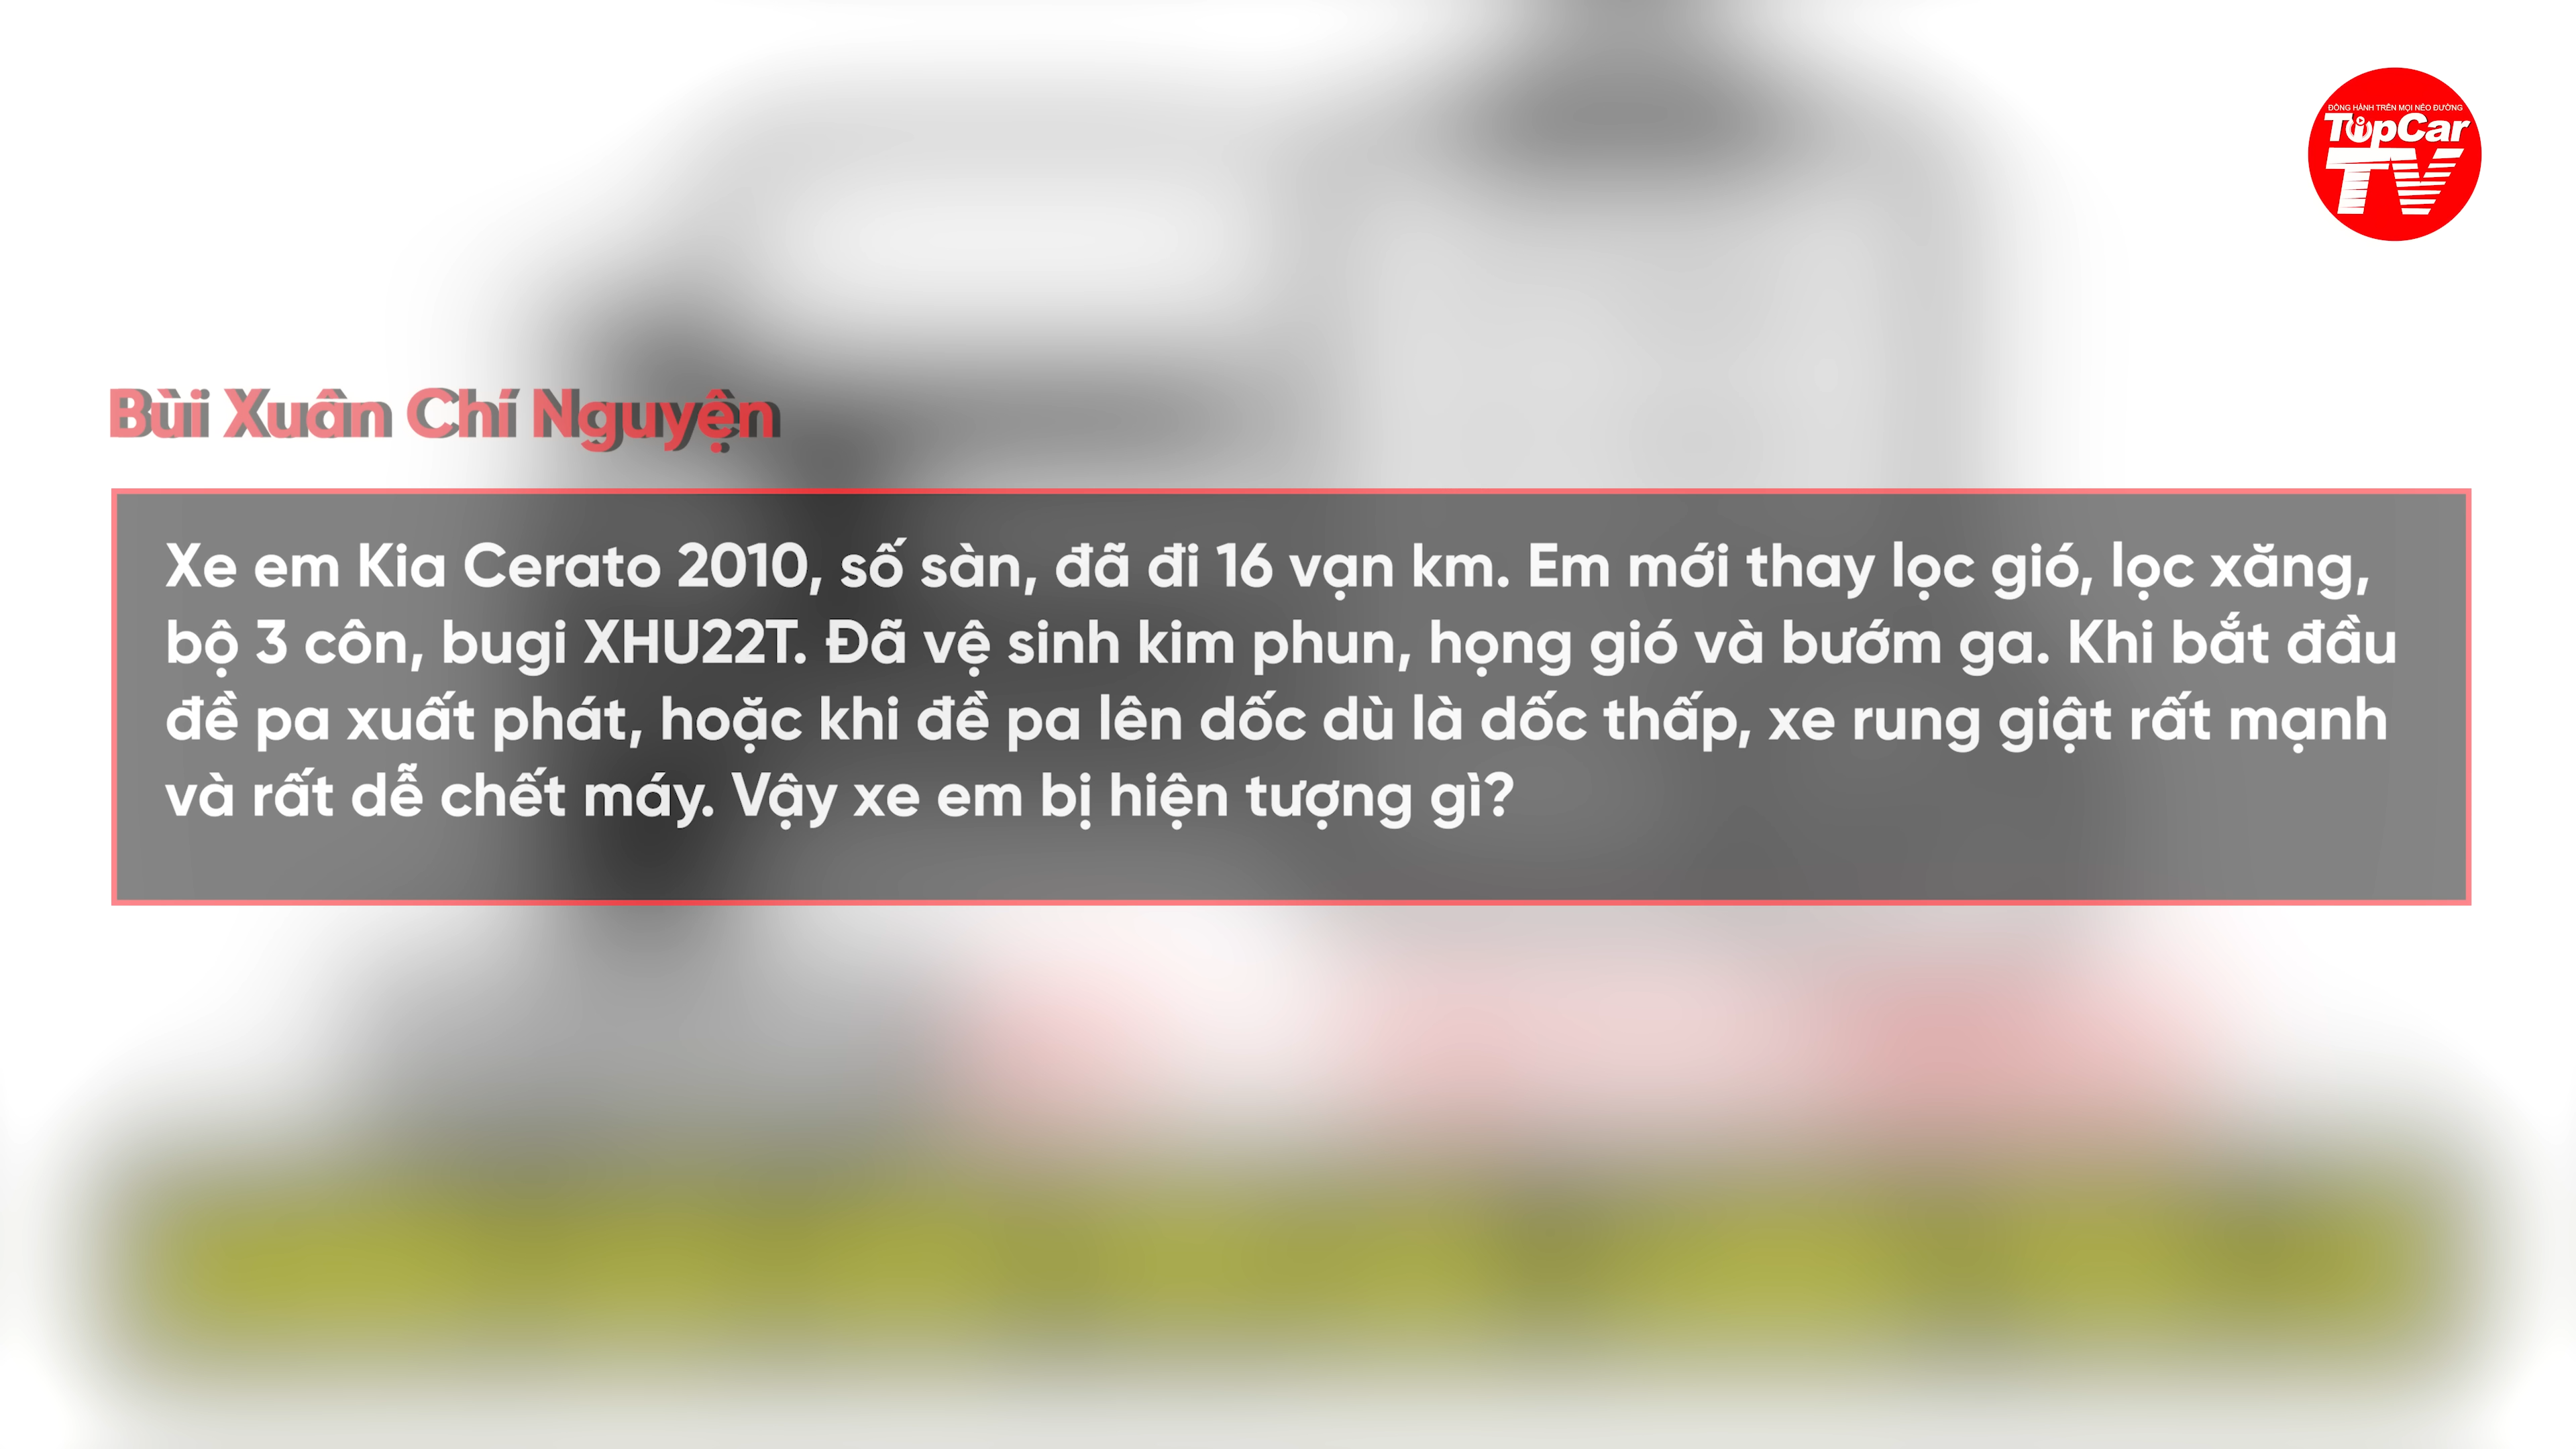 ĐỒNG HÀNH TRÊN MỌI NẺO ĐƯỜNG
TopCar
TV
Bùi Xuân Chí Nguyện
Xe em Kia Cerato 2010, số sàn, đã đi 16 vạn km. Em mới thay lọc gió, lọc xăng,
bộ 3 côn, bugi XHU22T. Đã vệ sinh kim phun, họng gió và bướm ga. Khi bắt đầu
đề pa xuất phát, hoặc khi đề pa lên dốc dù là dốc thấp, xe rung giật rất mạnh
và rất dễ chết máy. Vậy xe em bị hiện tượng gì?